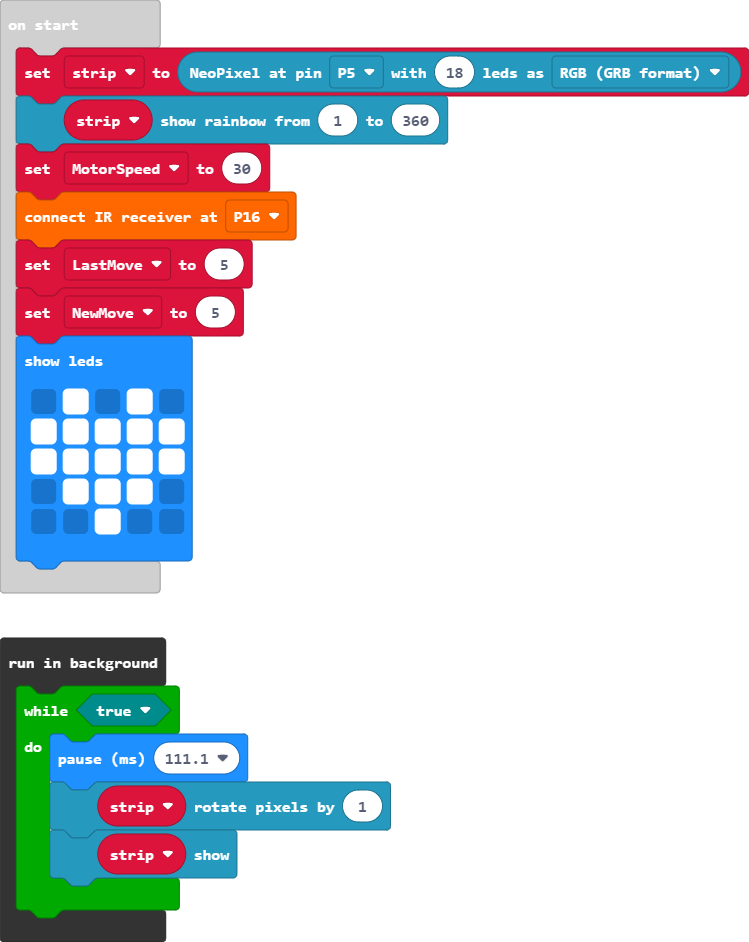 on start
set strip to NeoPixel at pin P5 with 18 leds as RGB (GRB format)
strip show rainbow from 1 to 360
set MotorSpeed to 30
connect IR receiver at P16
set LastMove to 5
set NewMove to 5
show leds
run in background
while true
do
pause (ms) 111.1
strip rotate pixels by 1
strip show